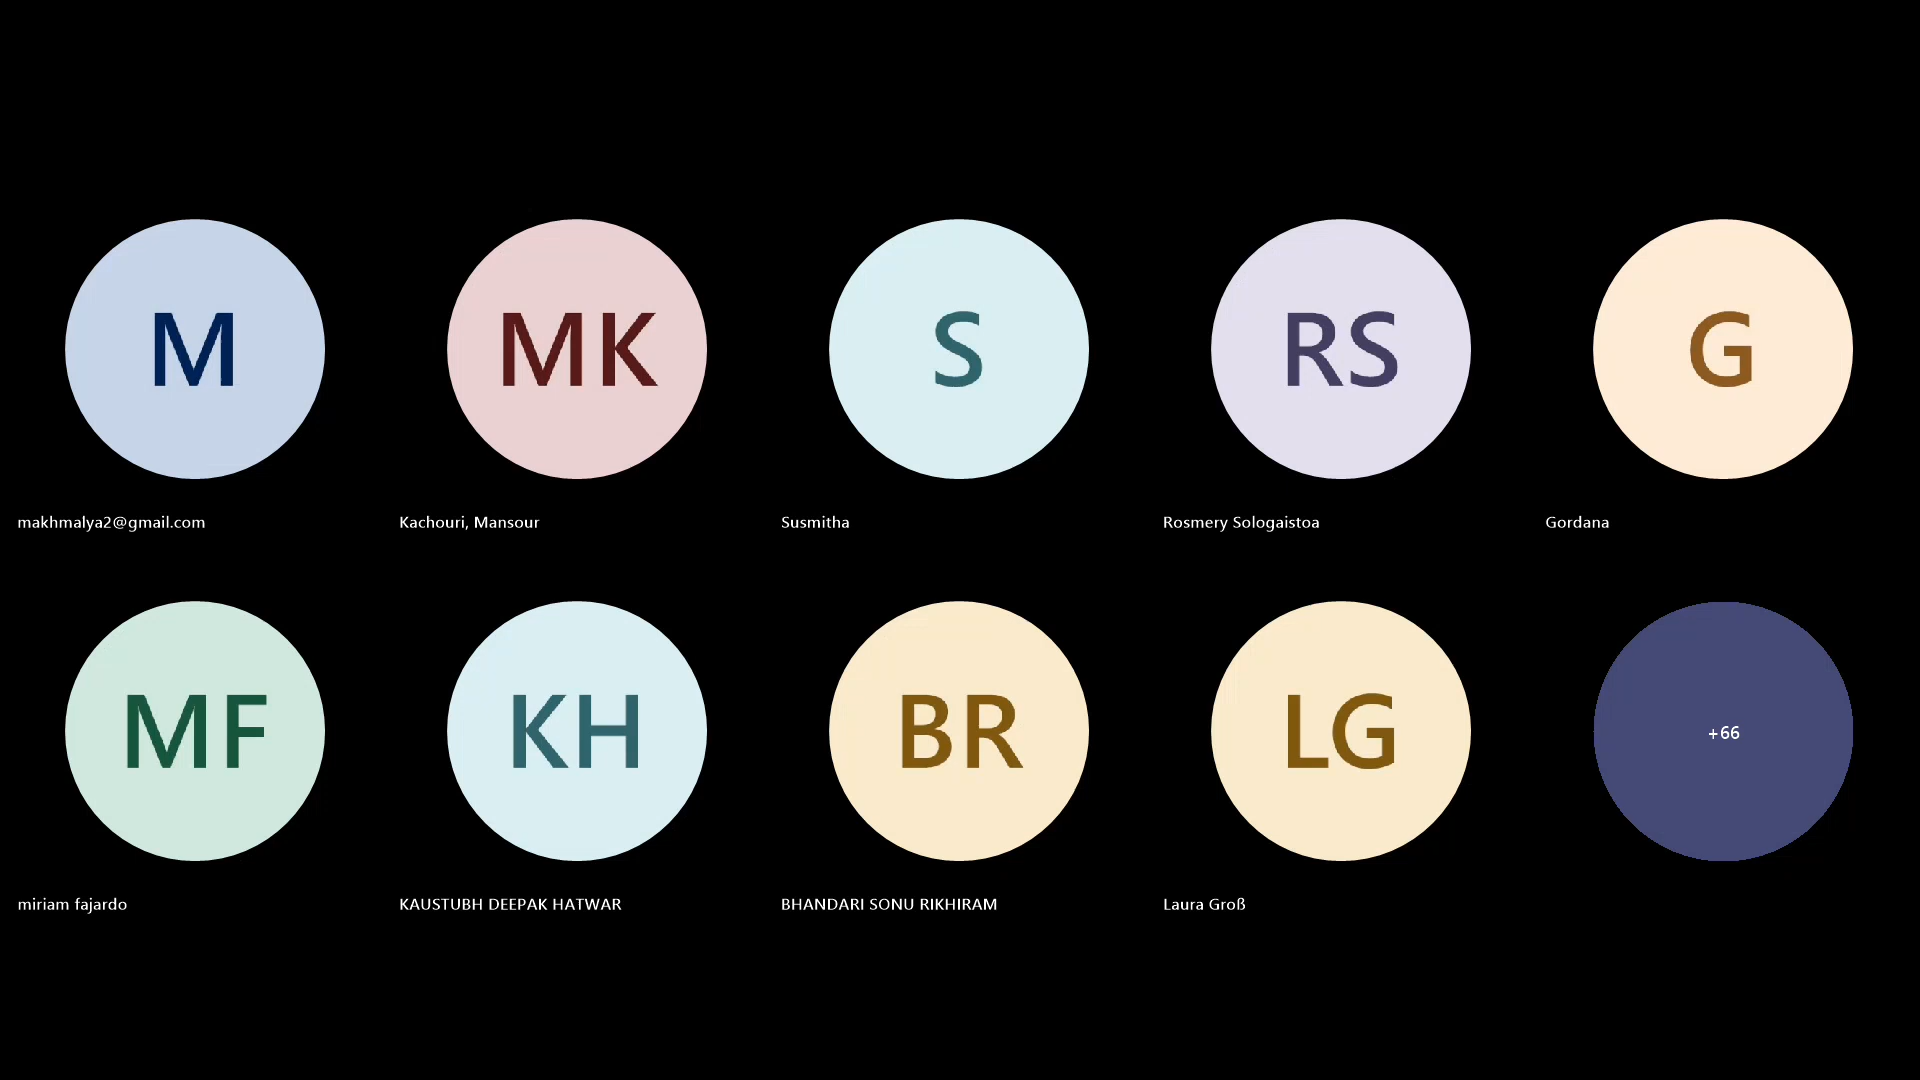 M
MK
S
RS
G
makhmalya2@gmail.com
Kachouri, Mansour
Susmitha
Rosmery Sologaistoa
Gordana
MF
KH
BR
LG
+66
miriam fajardo
KAUSTUBH DEEPAK HATWAR
BHANDARI SONU RIKHIRAM
Laura Groß